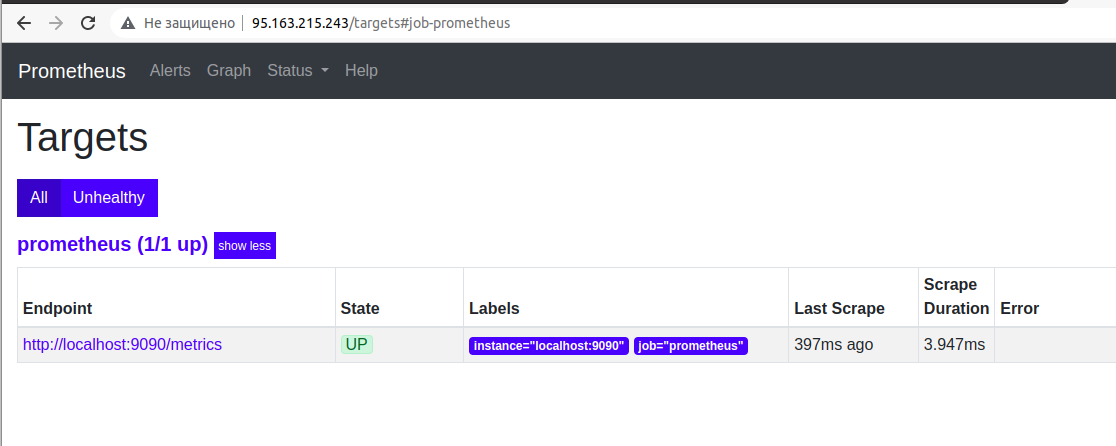 Не защищено 95.163.215.243/targets#job-prometheus
Prometheus Alerts Graph Status Help
Targets
All Unhealthy
prometheus (1/1 up) show less
Endpoint State Labels Last Scrape Scrape Duration Error
http://localhost:9090/metrics UP instance="localhost:9090" job="prometheus" 397ms ago 3.947ms